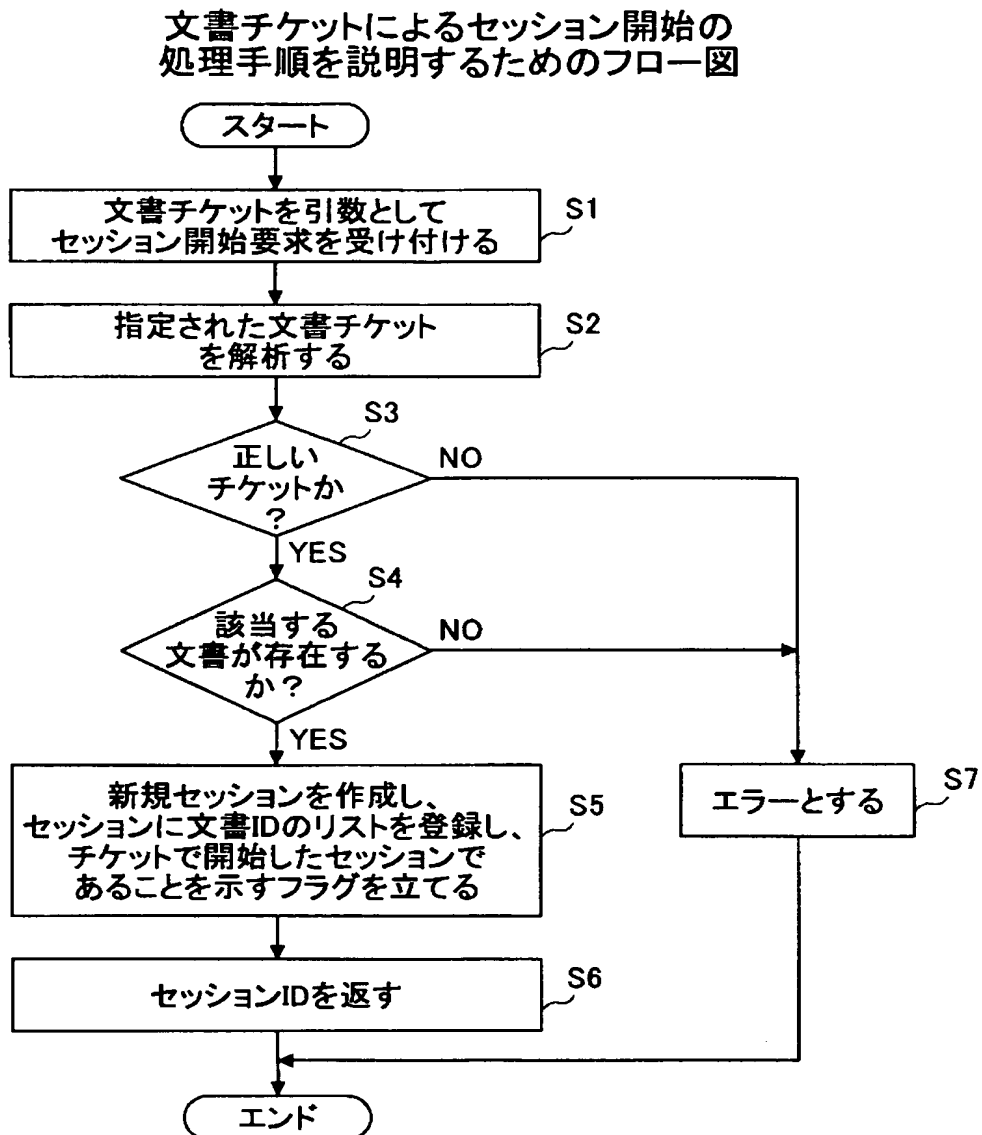 文書チケットによるセッション開始の
処理手順を説明するためのフロー図
スタート
文書チケットを引数として
セッション開始要求を受け付ける
S1
指定された文書チケット
を解析する
S2
S3
正しい
チケットか
?
NO
YES
S4
該当する
文書が存在する
か?
NO
YES
新規セッションを作成し、
セッションに文書IDのリストを登録し、
チケットで開始したセッションで
あることを示すフラグを立てる
S5
エラーとする
S7
セッションIDを返す
S6
エンド